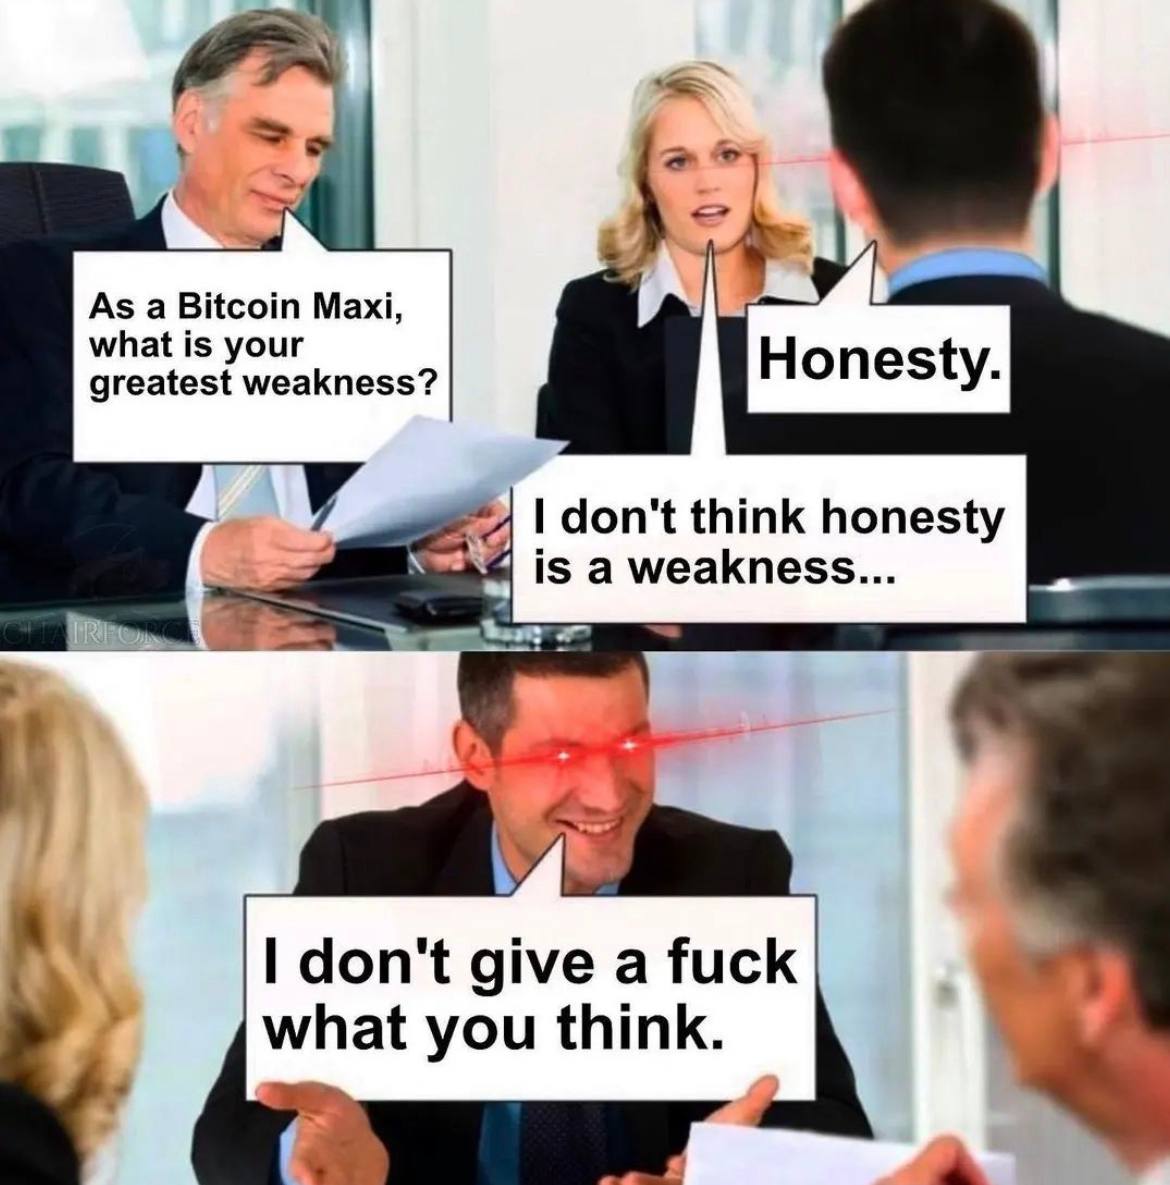 As a Bitcoin Maxi,
what is your
greatest weakness?
Honesty.
I don't think honesty
is a weakness...
CHAIRFORCE
I don't give a fuck
what you think.